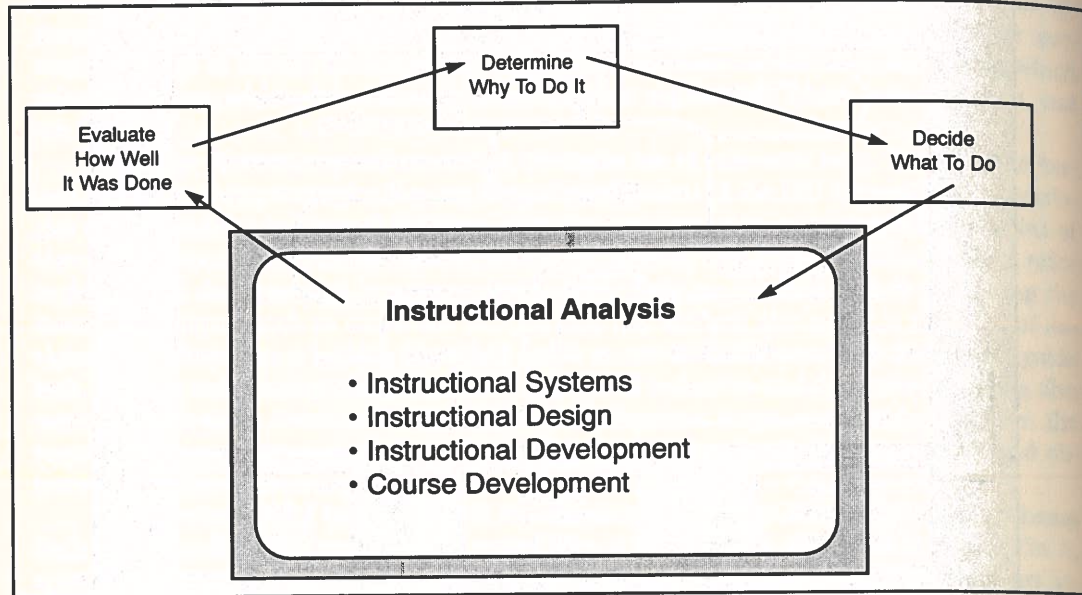 Determine
Why To Do It
Evaluate
How Well
It Was Done
Decide
What To Do
Instructional Analysis
• Instructional Systems
• Instructional Design
• Instructional Development
• Course Development